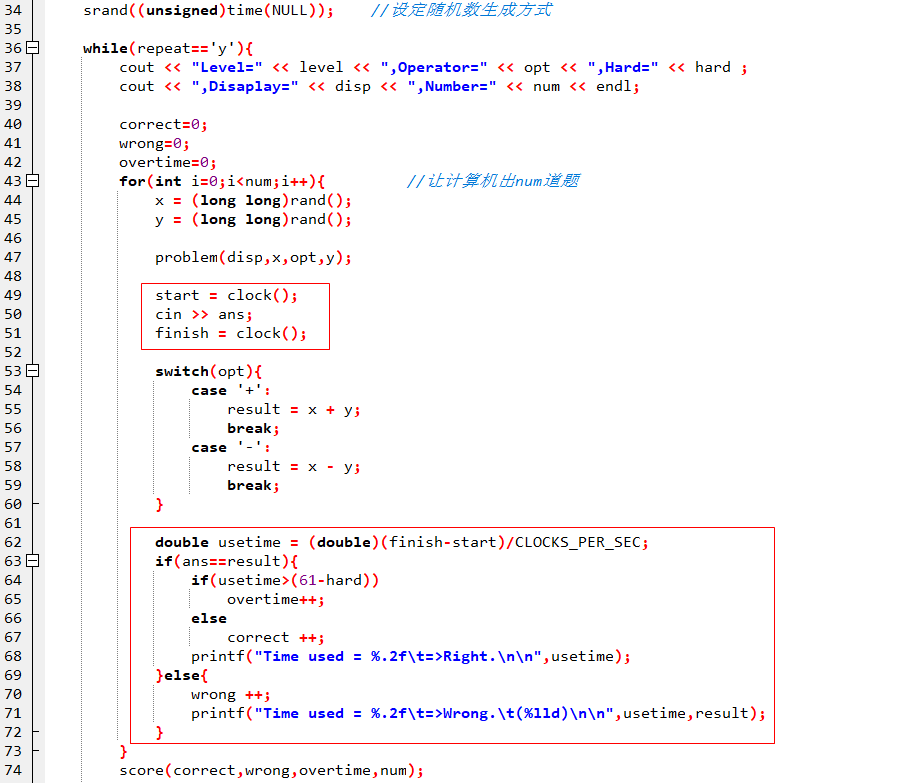 34 srand((unsigned)time(NULL)); //设定随机数生成方式
35
36 while(repeat=='y'){
37 cout << "Level=" << level << ",Operator=" << opt << ",Hard=" << hard ;
38 cout << ",Disaplay=" << disp << ",Number=" << num << endl;
39
40 correct=0;
41 wrong=0;
42 overtime=0;
43 for(int i=0;i<num;i++){ //让计算机出num道题
44 x = (long long)rand();
45 y = (long long)rand();
46
47 problem(disp,x,opt,y);
48
49 start = clock();
50 cin >> ans;
51 finish = clock();
52
53 switch(opt){
54 case '+':
55 result = x + y;
56 break;
57 case '-':
58 result = x - y;
59 break;
60 }
61
62 double usetime = (double)(finish-start)/CLOCKS_PER_SEC;
63 if(ans==result){
64 if(usetime>(61-hard))
65 overtime++;
66 else
67 correct ++;
68 printf("Time used = %.2f\t=>Right.\n\n",usetime);
69 }else{
70 wrong ++;
71 printf("Time used = %.2f\t=>Wrong.\t(%lld)\n\n",usetime,result);
72 }
73 }
74 score(correct,wrong,overtime,num);